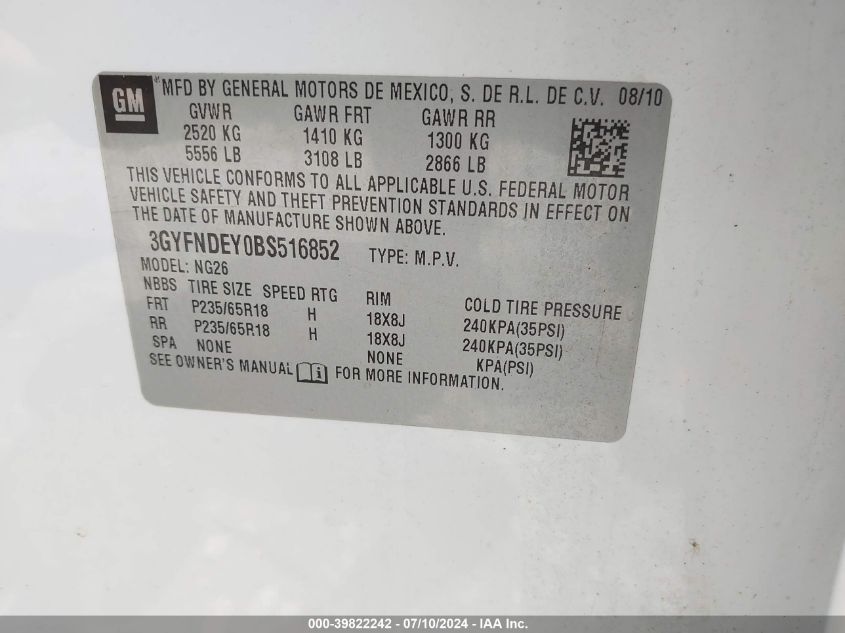 GM
*MFD BY GENERAL MOTORS DE MEXICO, S. DE R.L. DE C.V. 08/10
GVWR GAWR FRT GAWR RR
2520 KG 1410 KG 1300 KG
5556 LB 3108 LB 2866 LB
THIS VEHICLE CONFORMS TO ALL APPLICABLE U.S. FEDERAL MOTOR
VEHICLE SAFETY AND THEFT PREVENTION STANDARDS IN EFFECT ON
THE DATE OF MANUFACTURE SHOWN ABOVE.
3GYFNDEY0BS516852 TYPE: M.P.V.
MODEL: NG26
NBBS TIRE SIZE SPEED RTG RIM COLD TIRE PRESSURE
FRT P235/65R18 H 18X8J 240KPA(35PSI)
RR P235/65R18 H 18X8J 240KPA(35PSI)
SPA NONE NONE KPA(PSI)
SEE OWNER'S MANUAL FOR MORE INFORMATION.
000-39822242 - 07/10/2024 - IAA Inc.